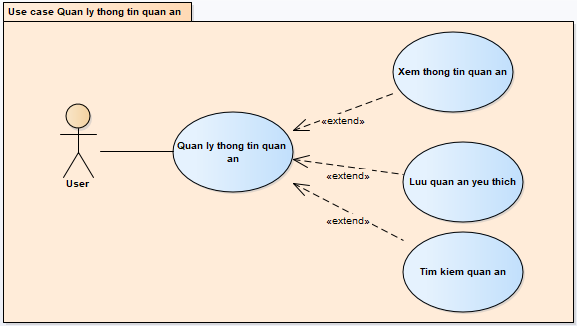 Use case Quan ly thong tin quan an
Xem thong tin quan an
«extend»
Quan ly thong tin quan
an
User
«extend»
Luu quan an yeu thich
«extend»
Tim kiem quan an